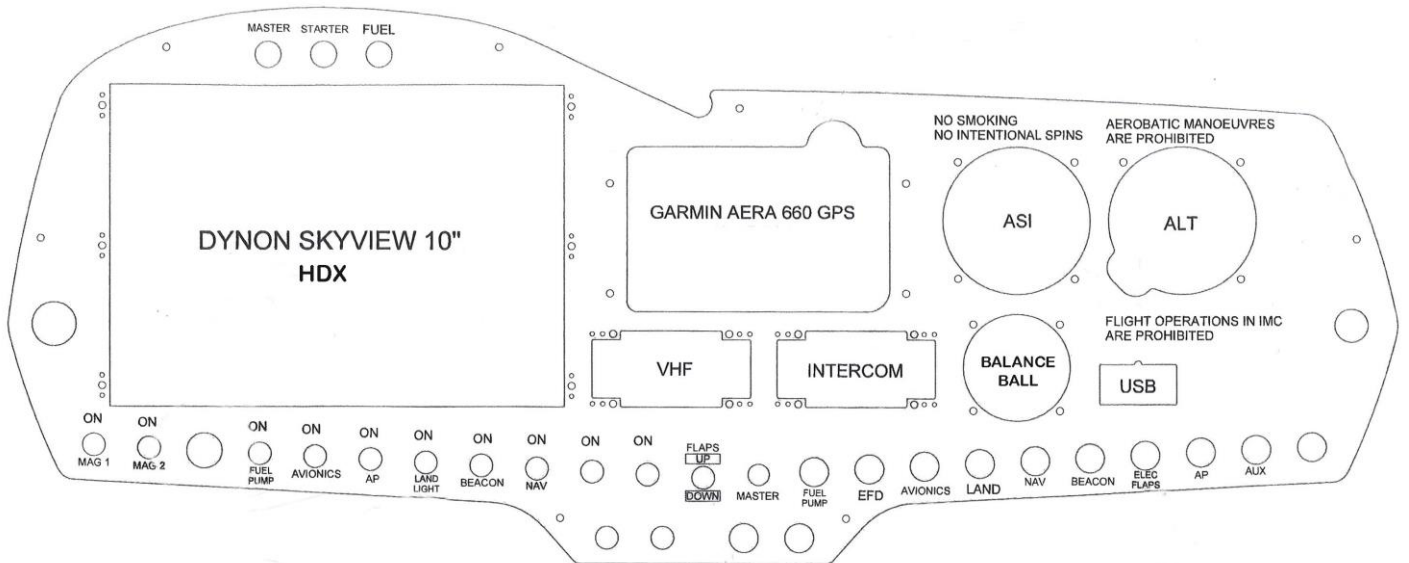 MASTER STARTER FUEL
NO SMOKING
NO INTENTIONAL SPINS
AEROBATIC MANOEUVRES
ARE PROHIBITED
DYNON SKYVIEW 10"
HDX
GARMIN AERA 660 GPS
ASI
ALT
FLIGHT OPERATIONS IN IMC
ARE PROHIBITED
VHF
INTERCOM
BALANCE
BALL
USB
ON
MAG 1
ON
MAG 2
ON
FUEL
PUMP
ON
AVIONICS
ON
AP
ON
LAND
LIGHT
ON
BEACON
ON
NAV
ON
ON
FLAPS
UP
DOWN
MASTER
FUEL
PUMP
EFD
AVIONICS
LAND
NAV
BEACON
ELEC
FLAPS
AP
AUX